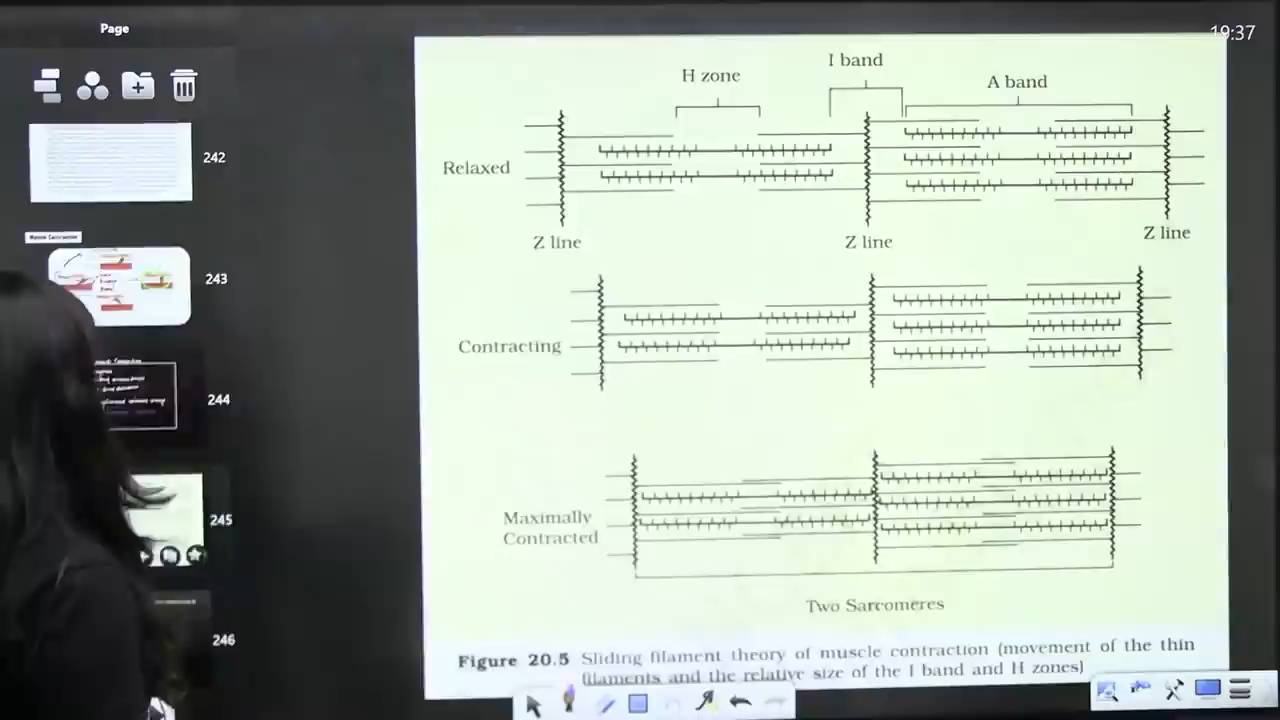 Page
19:37
242
243
244
245
246
H zone
I band
A band
Relaxed
Z line
Z line
Z line
Contracting
Maximally
Contracted
Two Sarcomeres
Figure 20.5 Sliding filament theory of muscle contraction (movement of the thin
filaments and the relative size of the I band and H zones)